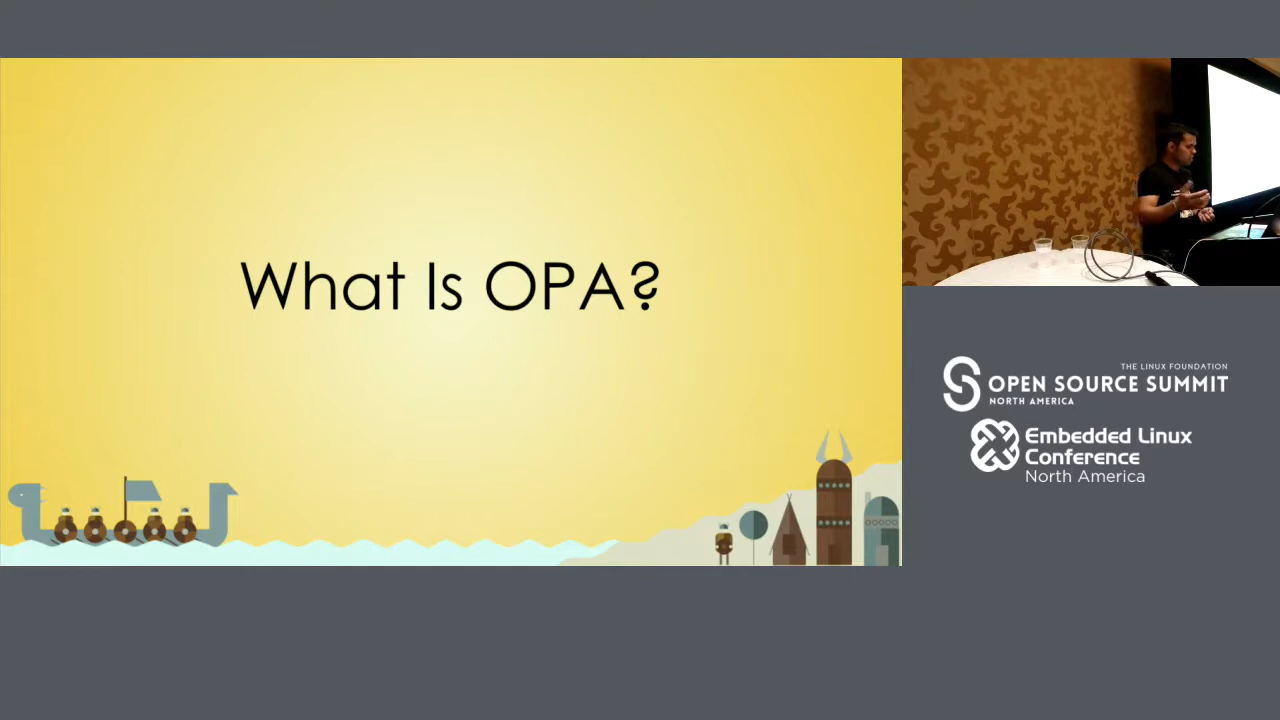 What Is OPA?
THE LINUX FOUNDATION
OPEN SOURCE SUMMIT
NORTH AMERICA
Embedded Linux
Conference
North America